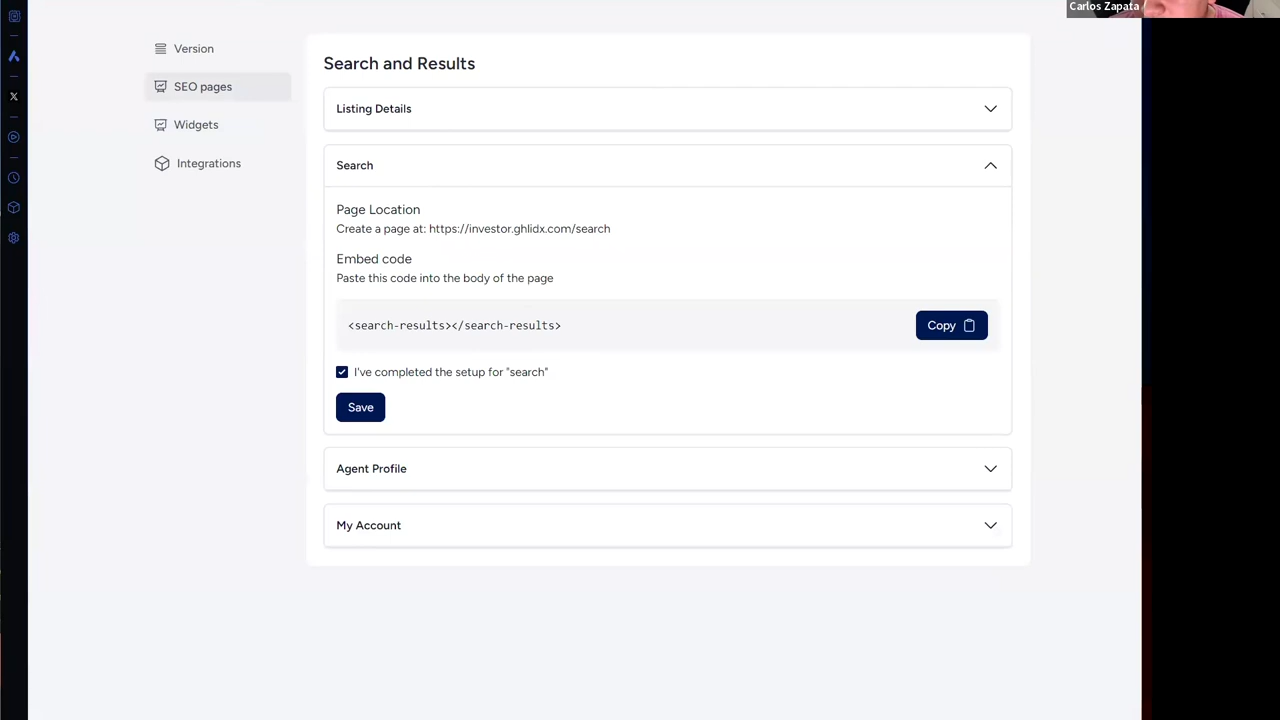 Carlos Zapata
Version
SEO pages
Widgets
Integrations
Search and Results
Listing Details
Search
Page Location
Create a page at: https://investor.ghlidx.com/search
Embed code
Paste this code into the body of the page
<search-results></search-results>
Copy
I've completed the setup for "search"
Save
Agent Profile
My Account